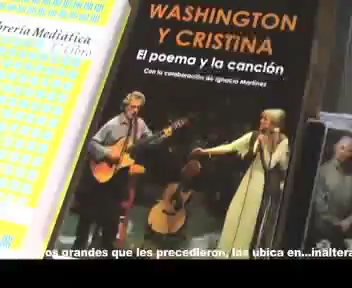 brería Mediática
WASHINGTON
Y CRISTINA
El poema y la canción
Con la colaboración de Ignacio Martínez
os grandes que les precedieron, las ubica en...inaltera